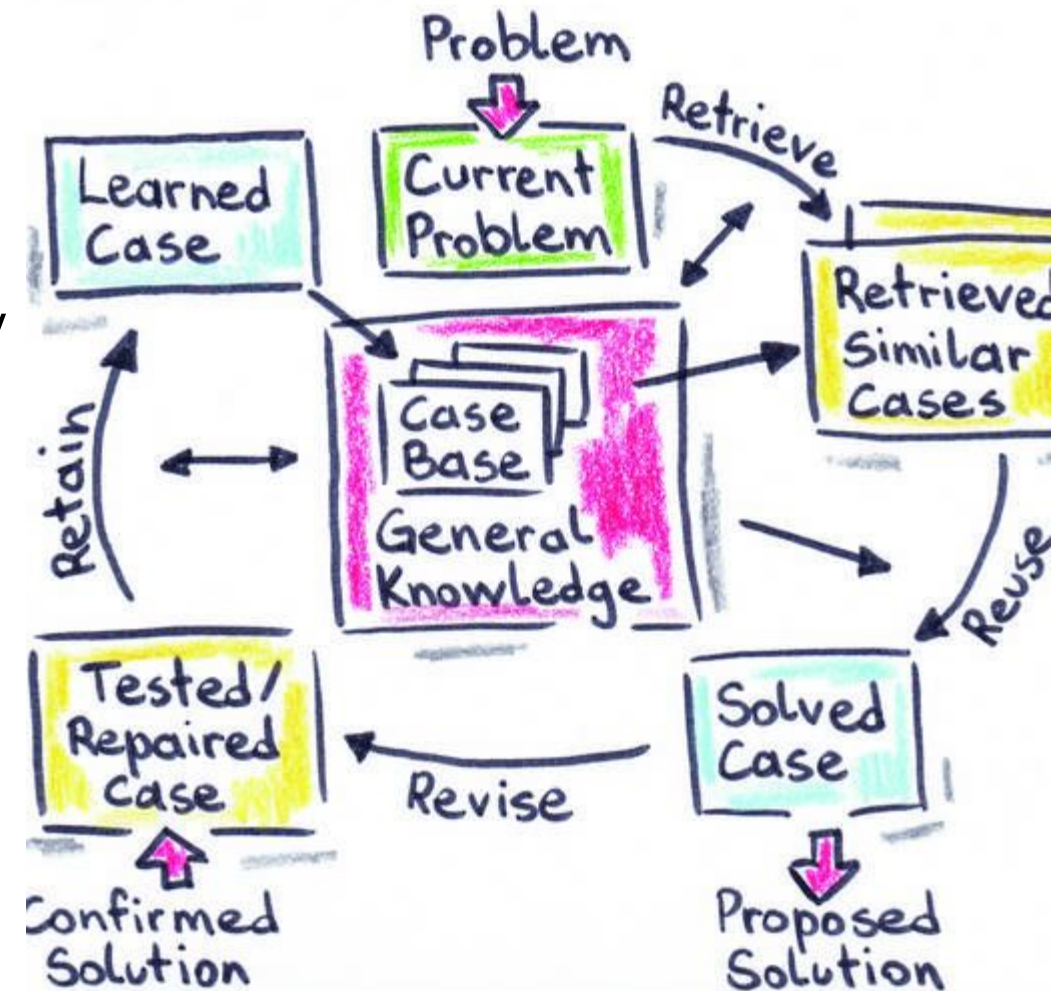 Problem
Retrieve
Learned
Case
Current
Problem
Retrieved
Similar
Cases
Case
Base
General
Knowledge
Retain
Reuse
Tested/
Repaired
Case
Revise
Solved
Case
Confirmed
Solution
Proposed
Solution